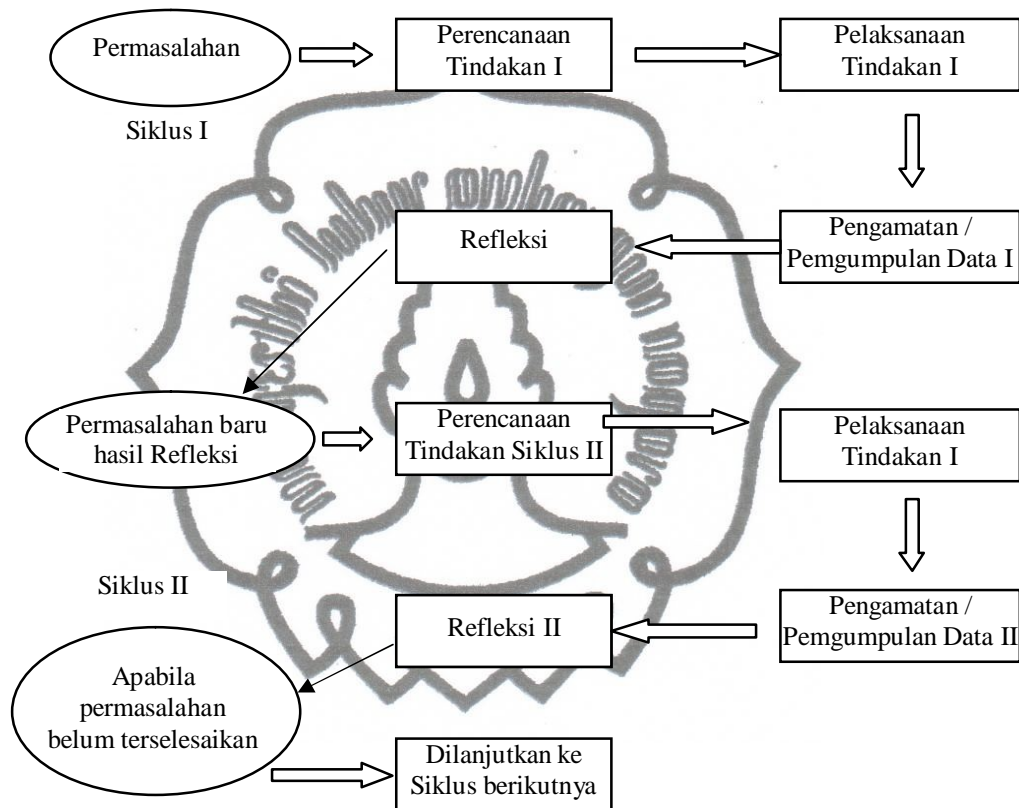 Permasalahan
Perencanaan
Tindakan I
Pelaksanaan
Tindakan I
Siklus I
Refleksi
Pengamatan /
Pemgumpulan Data I
Permasalahan baru
hasil Refleksi
Perencanaan
Tindakan Siklus II
Pelaksanaan
Tindakan I
Siklus II
Refleksi II
Pengamatan /
Pemgumpulan Data II
Apabila
permasalahan
belum terselesaikan
Dilanjutkan ke
Siklus berikutnya